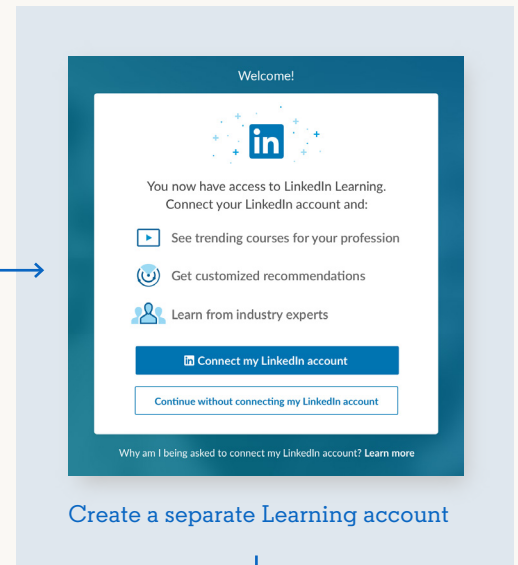 Welcome!
in
You now have access to LinkedIn Learning.
Connect your LinkedIn account and:
See trending courses for your profession
Get customized recommendations
Learn from industry experts
in Connect my LinkedIn account
Continue without connecting my LinkedIn account
Why am I being asked to connect my LinkedIn account? Learn more
Create a separate Learning account